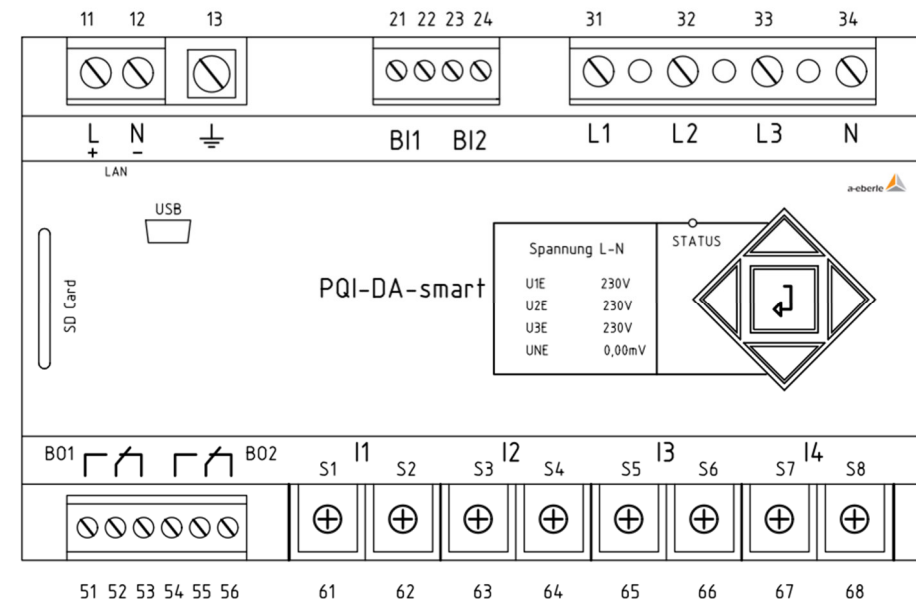 11 12 13 21 22 23 24 31 32 33 34
L N BI1 BI2 L1 L2 L3 N
+ −
LAN
a-eberle
USB
STATUS
Spannung L-N
PQI-DA-smart
U1E 230V
U2E 230V
U3E 230V
UNE 0,00mV
SD Card
BO1 BO2 I1 I2 I3 I4
S1 S2 S3 S4 S5 S6 S7 S8
51 52 53 54 55 56 61 62 63 64 65 66 67 68